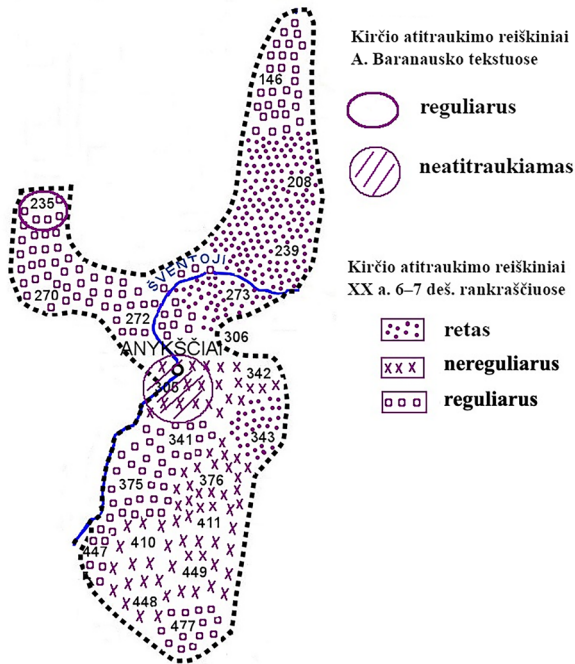 Kirčio atitraukimo reiškiniai
A. Baranausko tekstuose
reguliarus
neatitraukiamas
Kirčio atitraukimo reiškiniai
XX a. 6–7 deš. rankraščiuose
retas
nereguliarus
reguliarus
146
208
235
239
ŠVENTOJI
270
273
272
306
ANYKŠČIAI
342
305
341
343
375
376
411
410
447
449
448
477